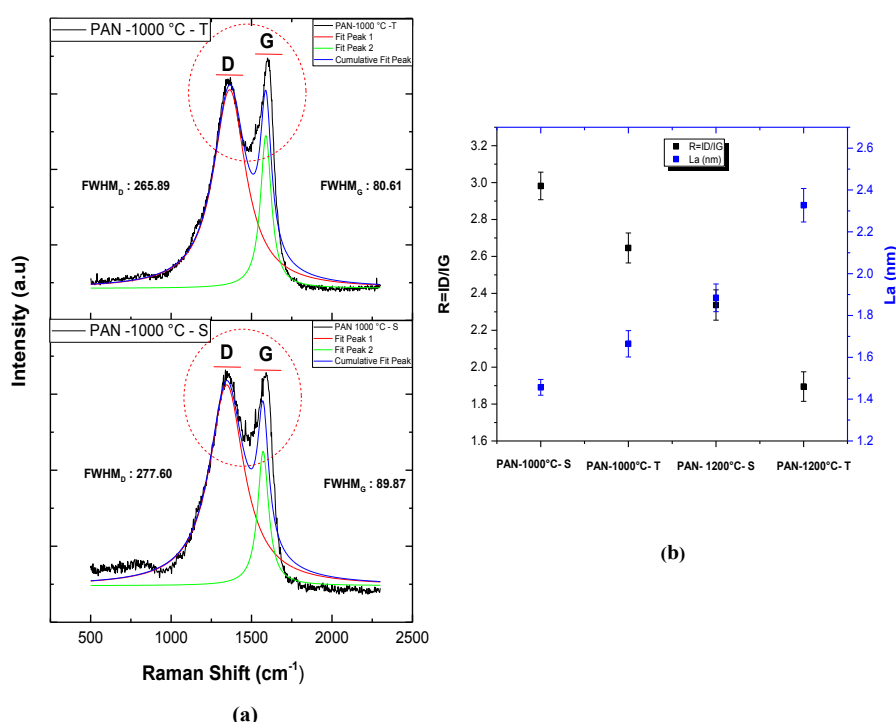 PAN -1000 °C - T
PAN-1000 °C -T
Fit Peak 1
Fit Peak 2
Cumulative Fit Peak
D
G
FWHMD : 265.89
FWHMG : 80.61
PAN -1000 °C - S
PAN 1000 °C - S
Fit Peak 1
Fit Peak 2
Cumulative Fit Peak
D
G
FWHMD : 277.60
FWHMG : 89.87
Intensity (a.u)
500
1000
1500
2000
2500
Raman Shift (cm-1)
(a)
3.2
3.0
2.8
2.6
2.4
2.2
2.0
1.8
1.6
R=ID/IG
R=ID/IG
La (nm)
2.6
2.4
2.2
2.0
1.8
1.6
1.4
1.2
La (nm)
PAN-1000°C- S
PAN-1000°C- T
PAN- 1200°C- S
PAN-1200°C- T
(b)